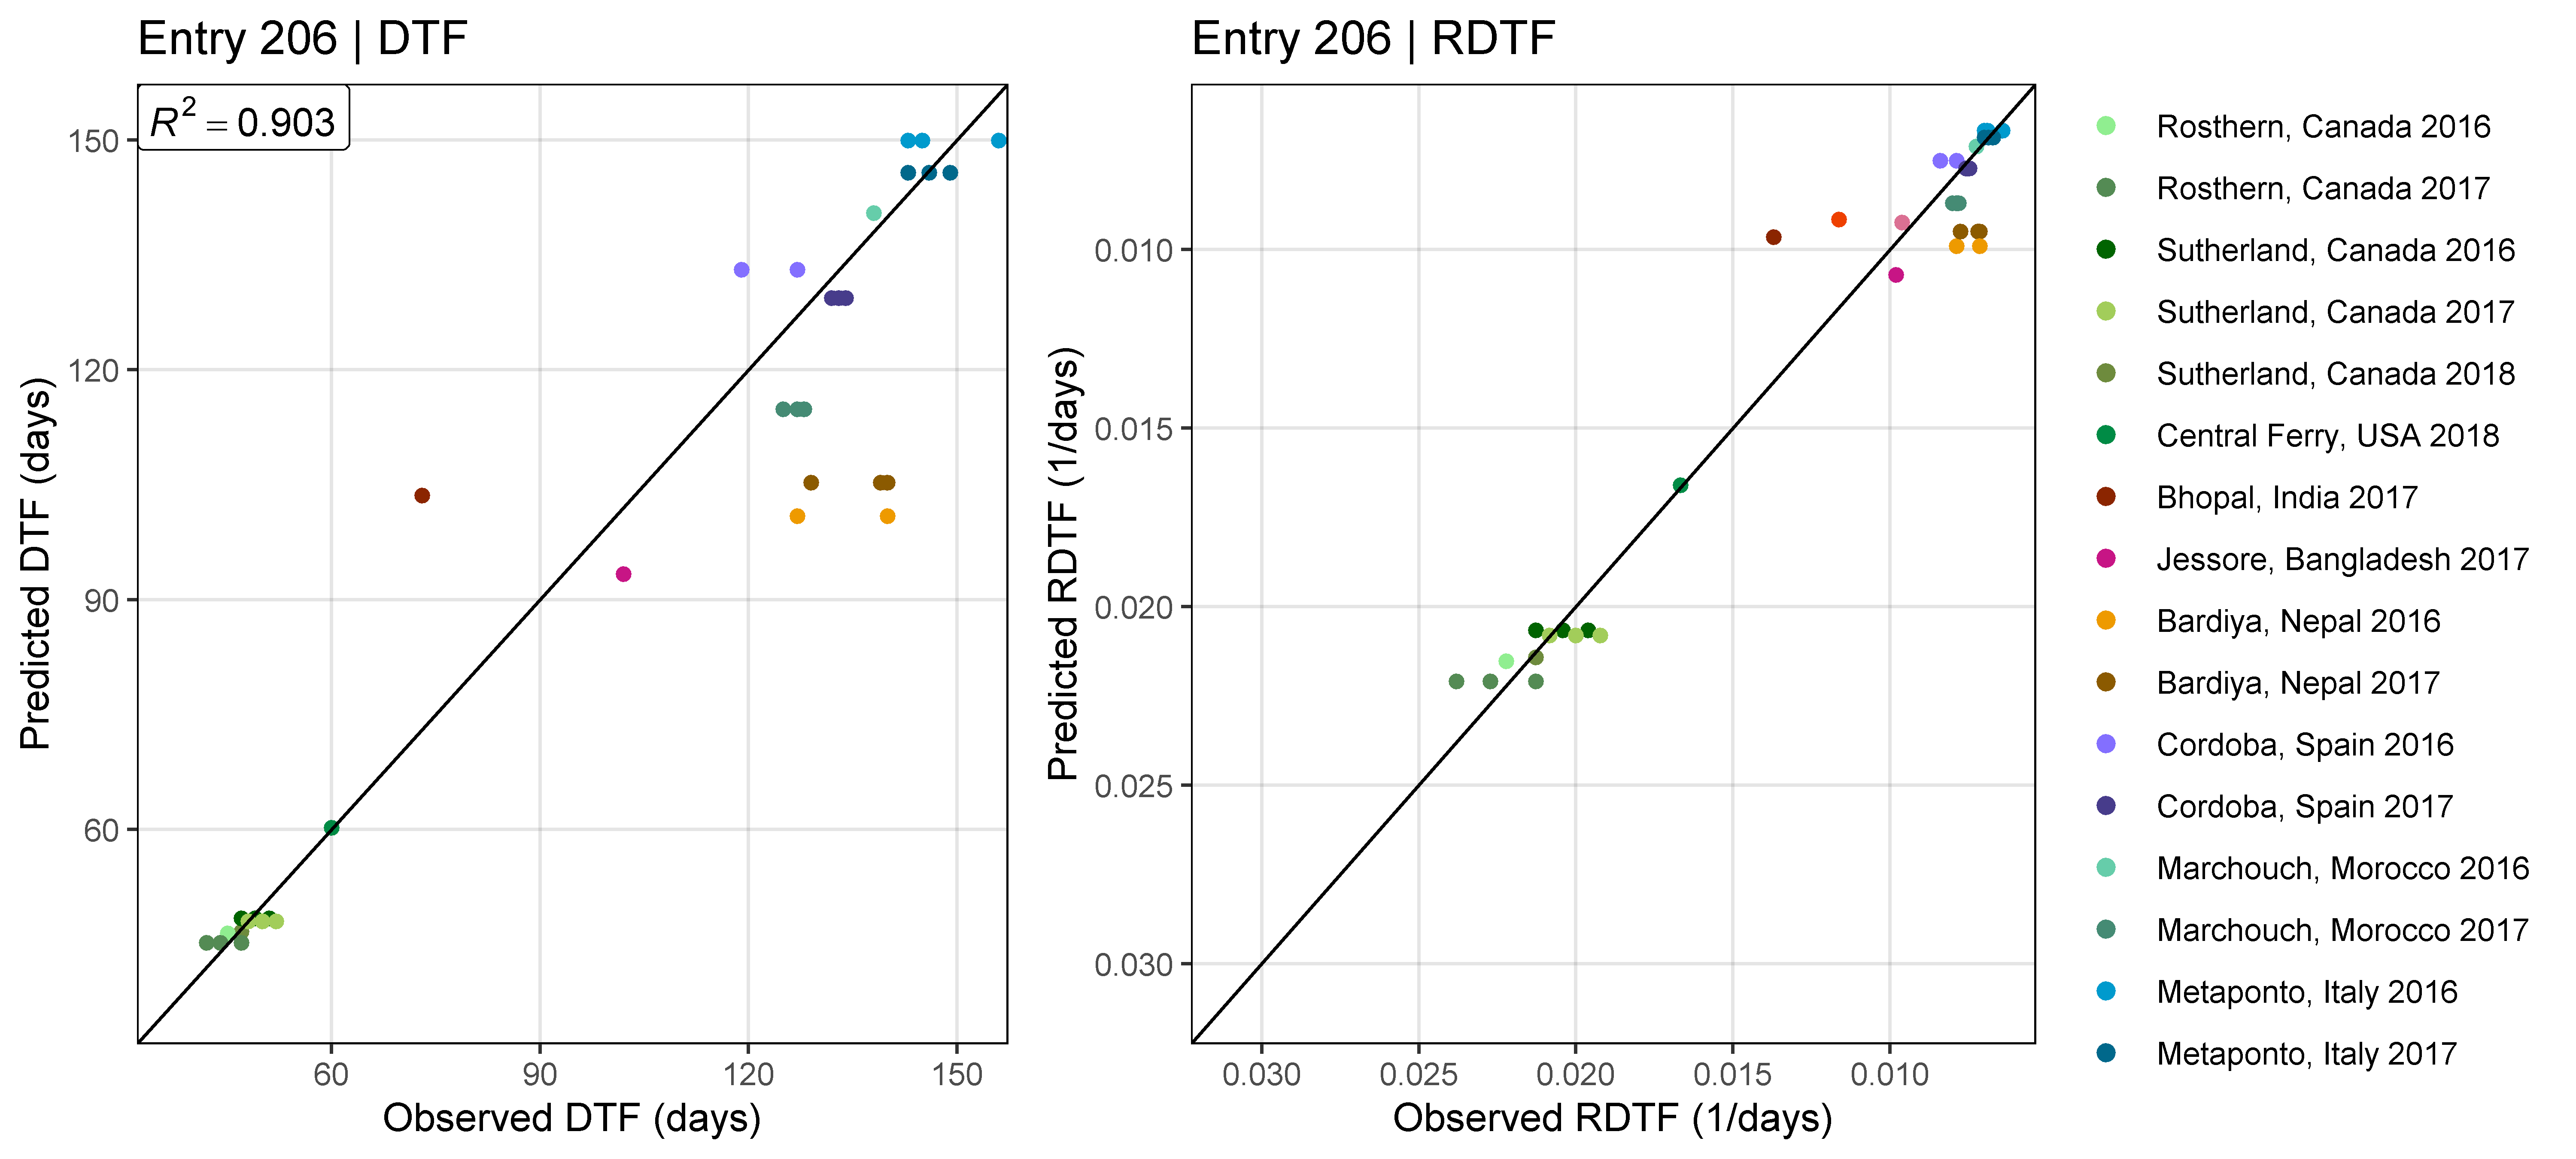 Entry 206 | DTF
R² = 0.903
150
120
90
60
60 90 120 150
Observed DTF (days)
Predicted DTF (days)
Entry 206 | RDTF
0.010
0.015
0.020
0.025
0.030
0.030 0.025 0.020 0.015 0.010
Observed RDTF (1/days)
Predicted RDTF (1/days)
Rosthern, Canada 2016
Rosthern, Canada 2017
Sutherland, Canada 2016
Sutherland, Canada 2017
Sutherland, Canada 2018
Central Ferry, USA 2018
Bhopal, India 2017
Jessore, Bangladesh 2017
Bardiya, Nepal 2016
Bardiya, Nepal 2017
Cordoba, Spain 2016
Cordoba, Spain 2017
Marchouch, Morocco 2016
Marchouch, Morocco 2017
Metaponto, Italy 2016
Metaponto, Italy 2017